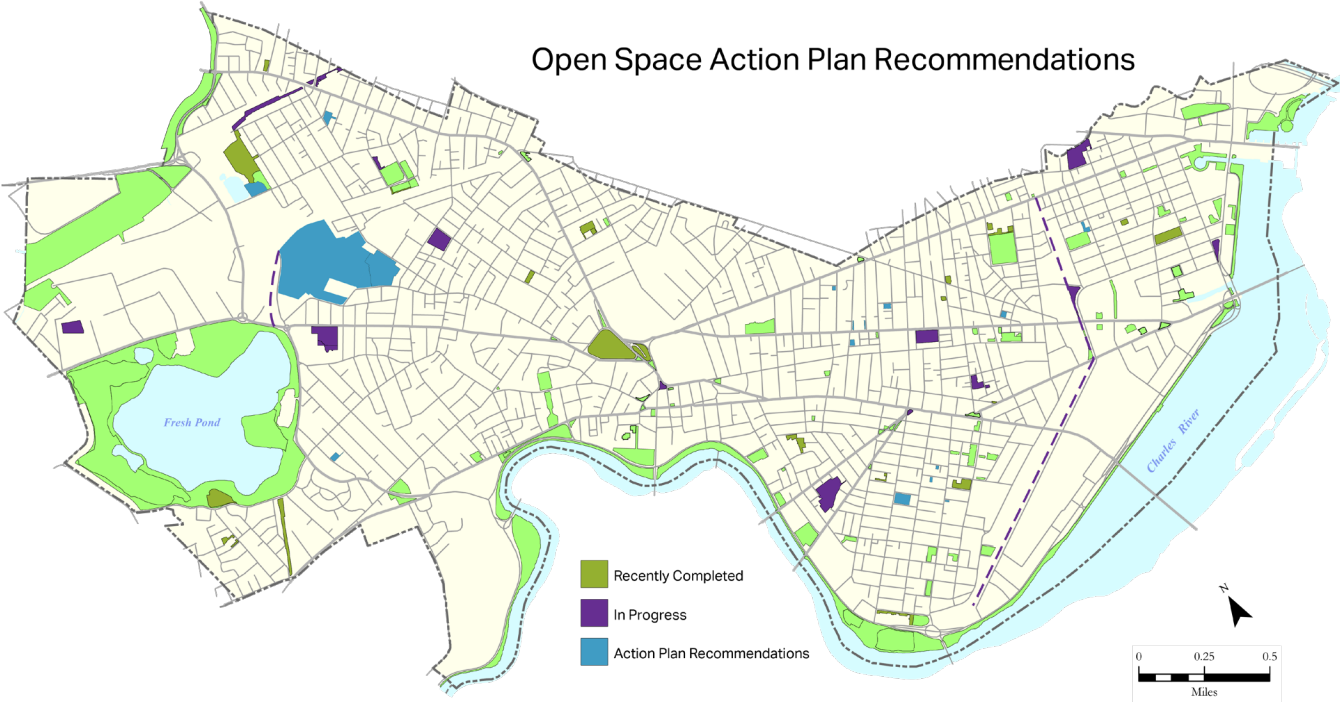 Open Space Action Plan Recommendations
Fresh Pond
Charles River
Recently Completed
In Progress
Action Plan Recommendations
N
0 0.25 0.5
Miles